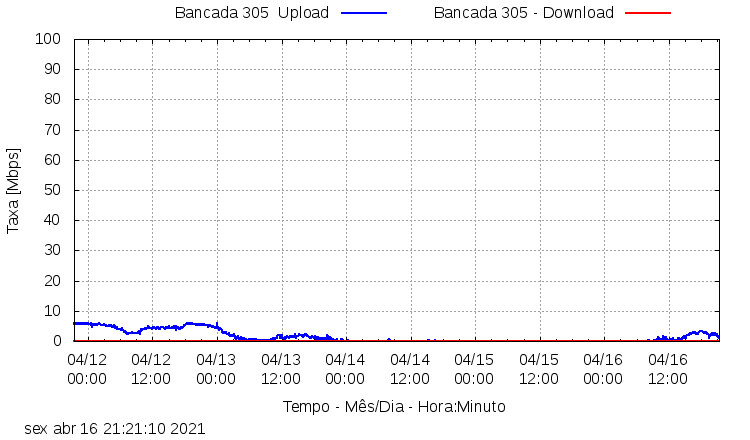 Bancada 305  Upload
Bancada 305 - Download
Taxa [Mbps]
100
90
80
70
60
50
40
30
20
10
0
04/12 04/12 04/13 04/13 04/14 04/14 04/15 04/15 04/16 04/16
00:00 12:00 00:00 12:00 00:00 12:00 00:00 12:00 00:00 12:00
Tempo - Mês/Dia - Hora:Minuto
sex abr 16 21:21:10 2021